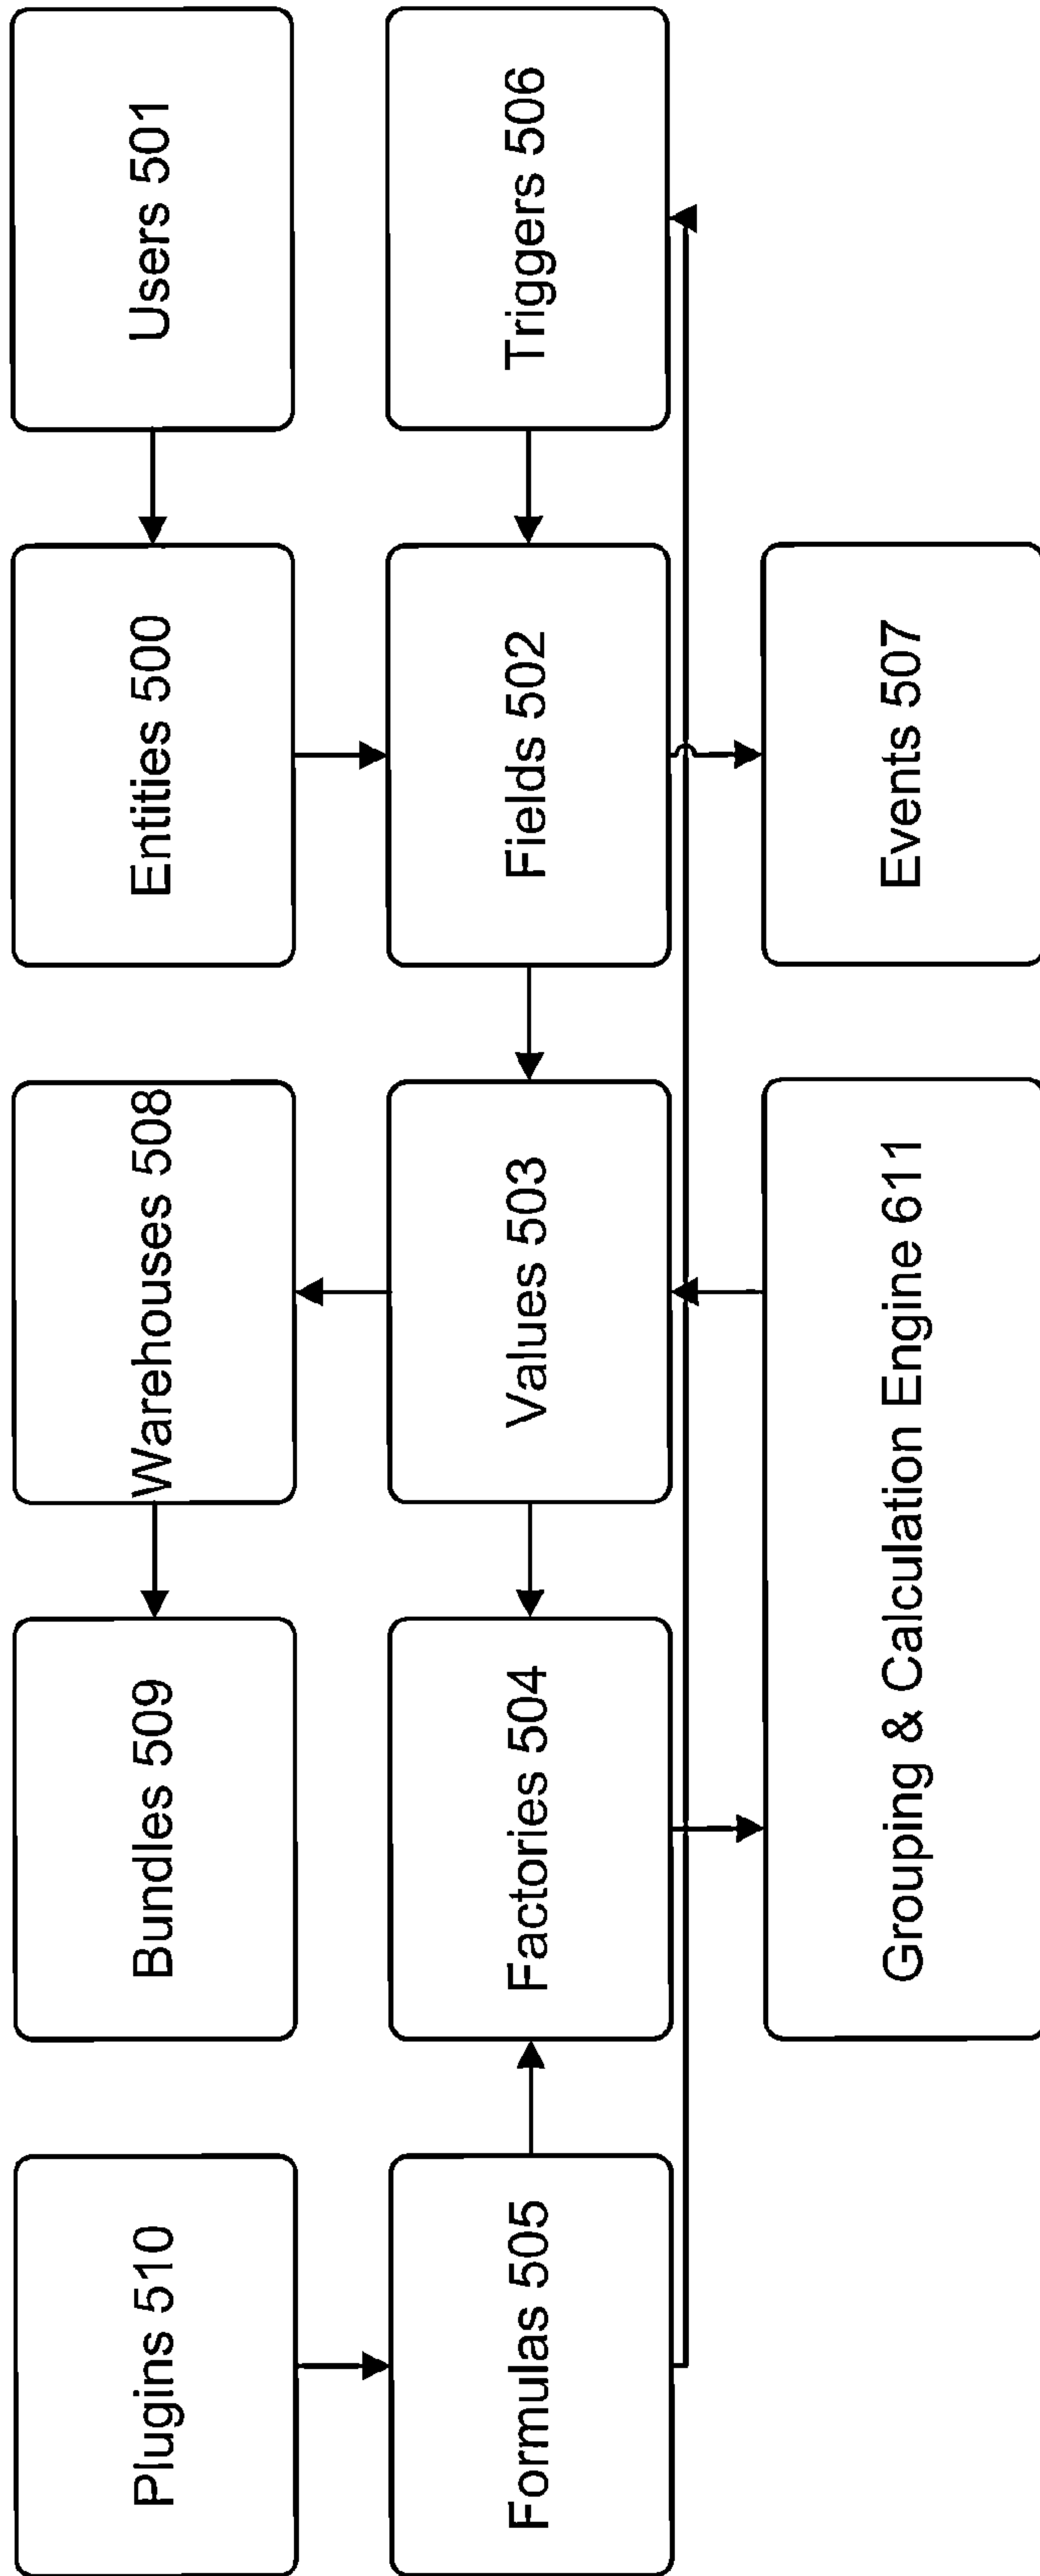 Plugins 510
Bundles 509
Warehouses 508
Entities 500
Users 501
Formulas 505
Factories 504
Values 503
Fields 502
Triggers 506
Grouping & Calculation Engine 611
Events 507